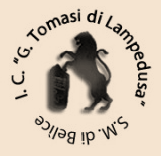 I. C. "G. Tomasi di Lampedusa"
S.M. di Belice